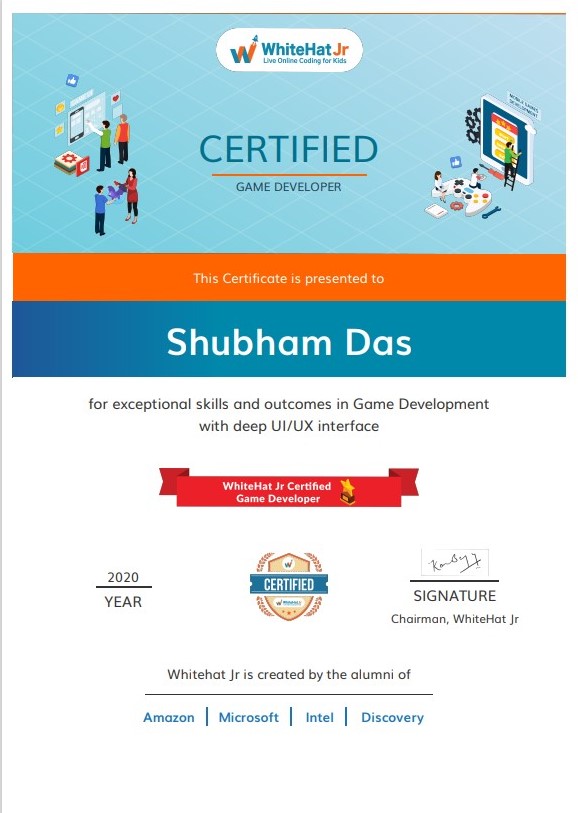 WhiteHat Jr
Live Online Coding for Kids
MOBILE GAMES
DEVELOPMENT
CERTIFIED
GAME DEVELOPER
This Certificate is presented to
Shubham Das
for exceptional skills and outcomes in Game Development
with deep UI/UX interface
WhiteHat Jr Certified
Game Developer
2020
YEAR
CERTIFIED
WhiteHat Jr
SIGNATURE
Chairman, WhiteHat Jr
Whitehat Jr is created by the alumni of
Amazon | Microsoft | Intel | Discovery